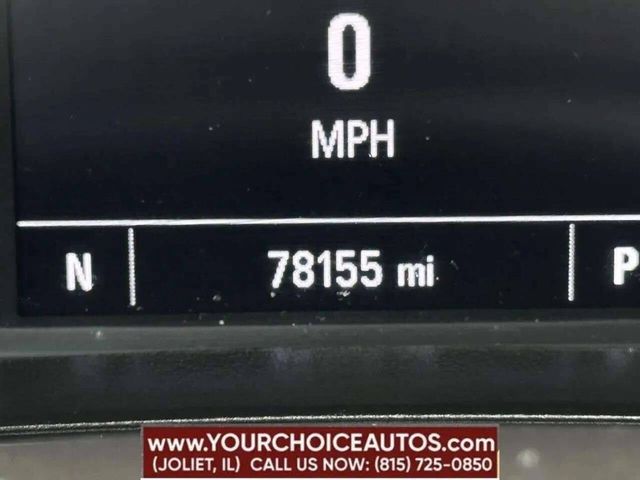 0
MPH
N 78155 mi P
www.YOURCHOICEAUTOS.com
(JOLIET, IL) CALL US NOW: (815) 725-0850